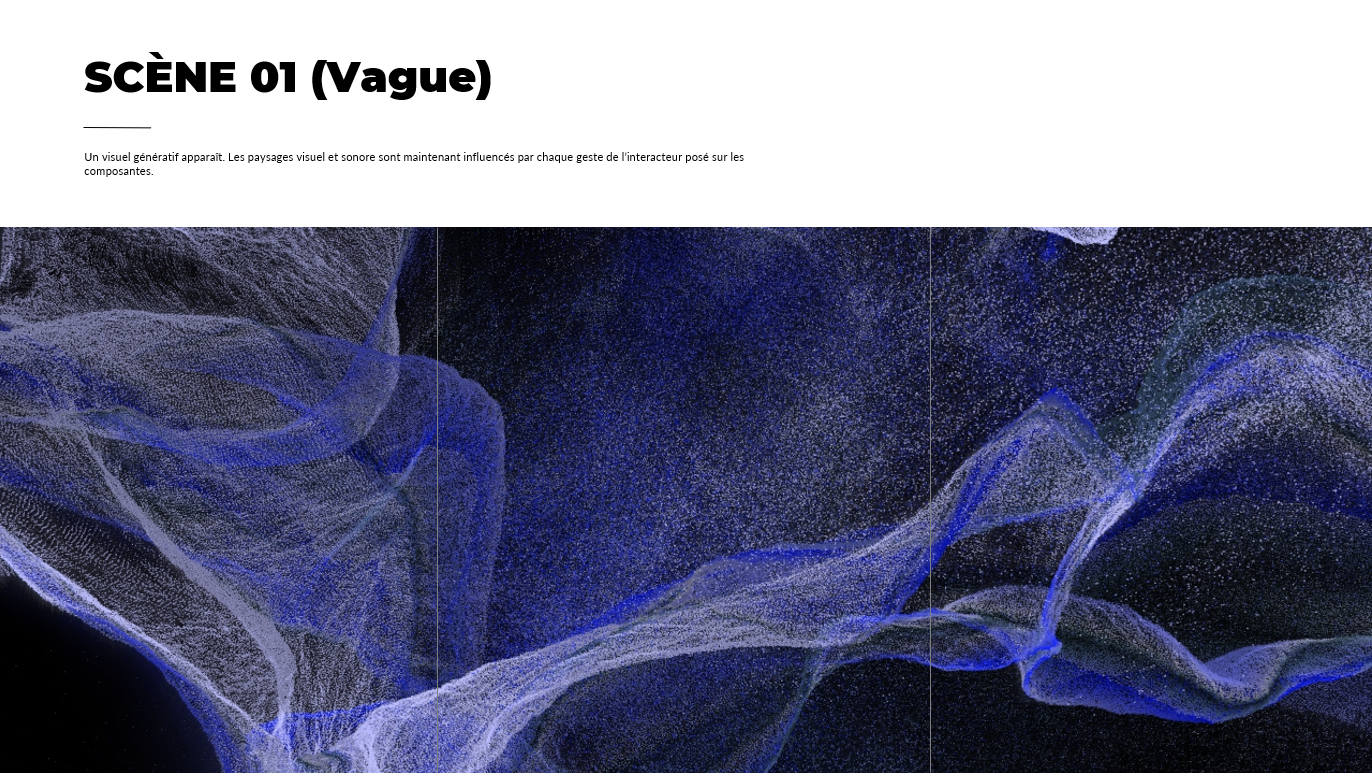 SCÈNE 01 (Vague)
Un visuel génératif apparaît. Les paysages visuel et sonore sont maintenant influencés par chaque geste de l'interacteur posé sur les
composantes.